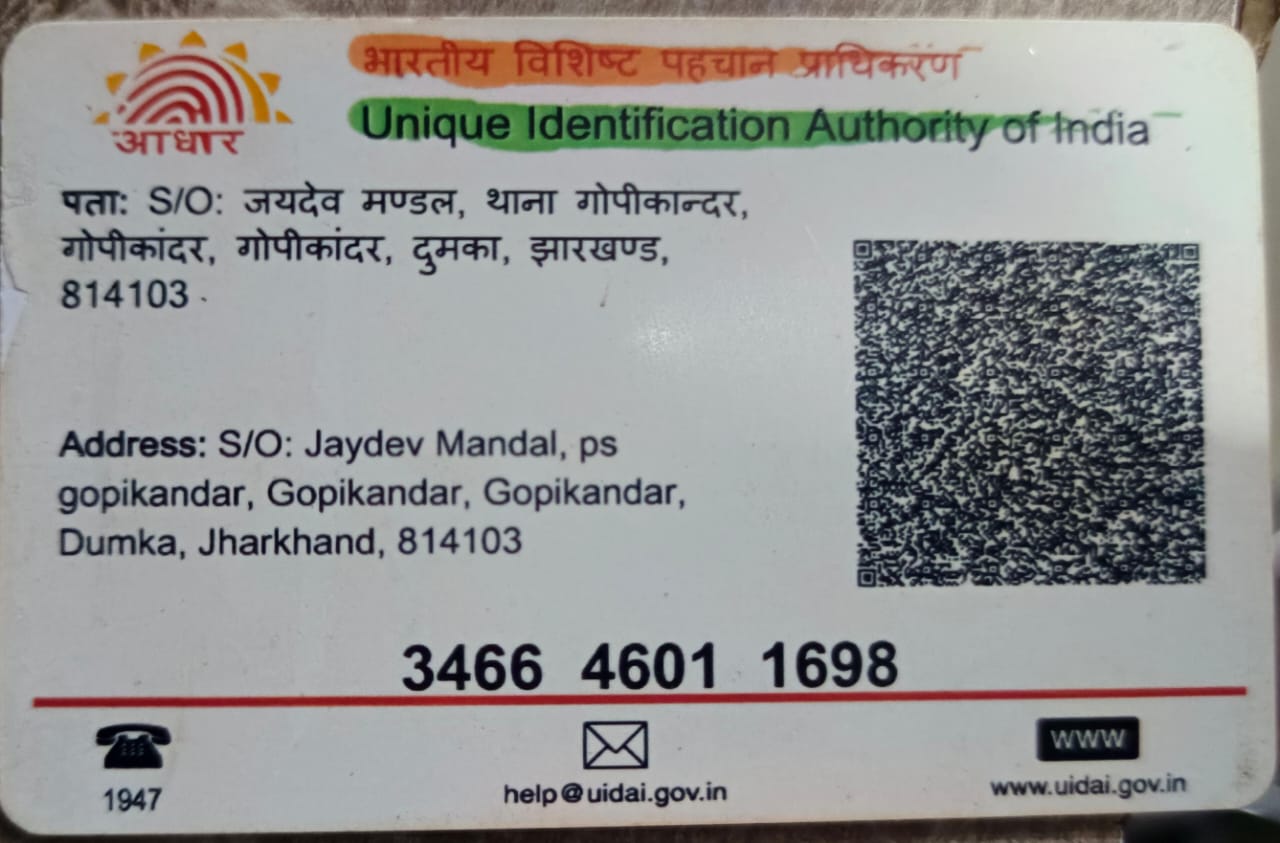 भारतीय विशिष्ट पहचान प्राधिकरण
Unique Identification Authority of India
आधार
पता: S/O: जयदेव मण्डल, थाना गोपीकान्दर,
गोपीकांदर, गोपीकांदर, दुमका, झारखण्ड,
814103
Address: S/O: Jaydev Mandal, ps
gopikandar, Gopikandar, Gopikandar,
Dumka, Jharkhand, 814103
3466 4601 1698
1947
help@uidai.gov.in
www
www.uidai.gov.in